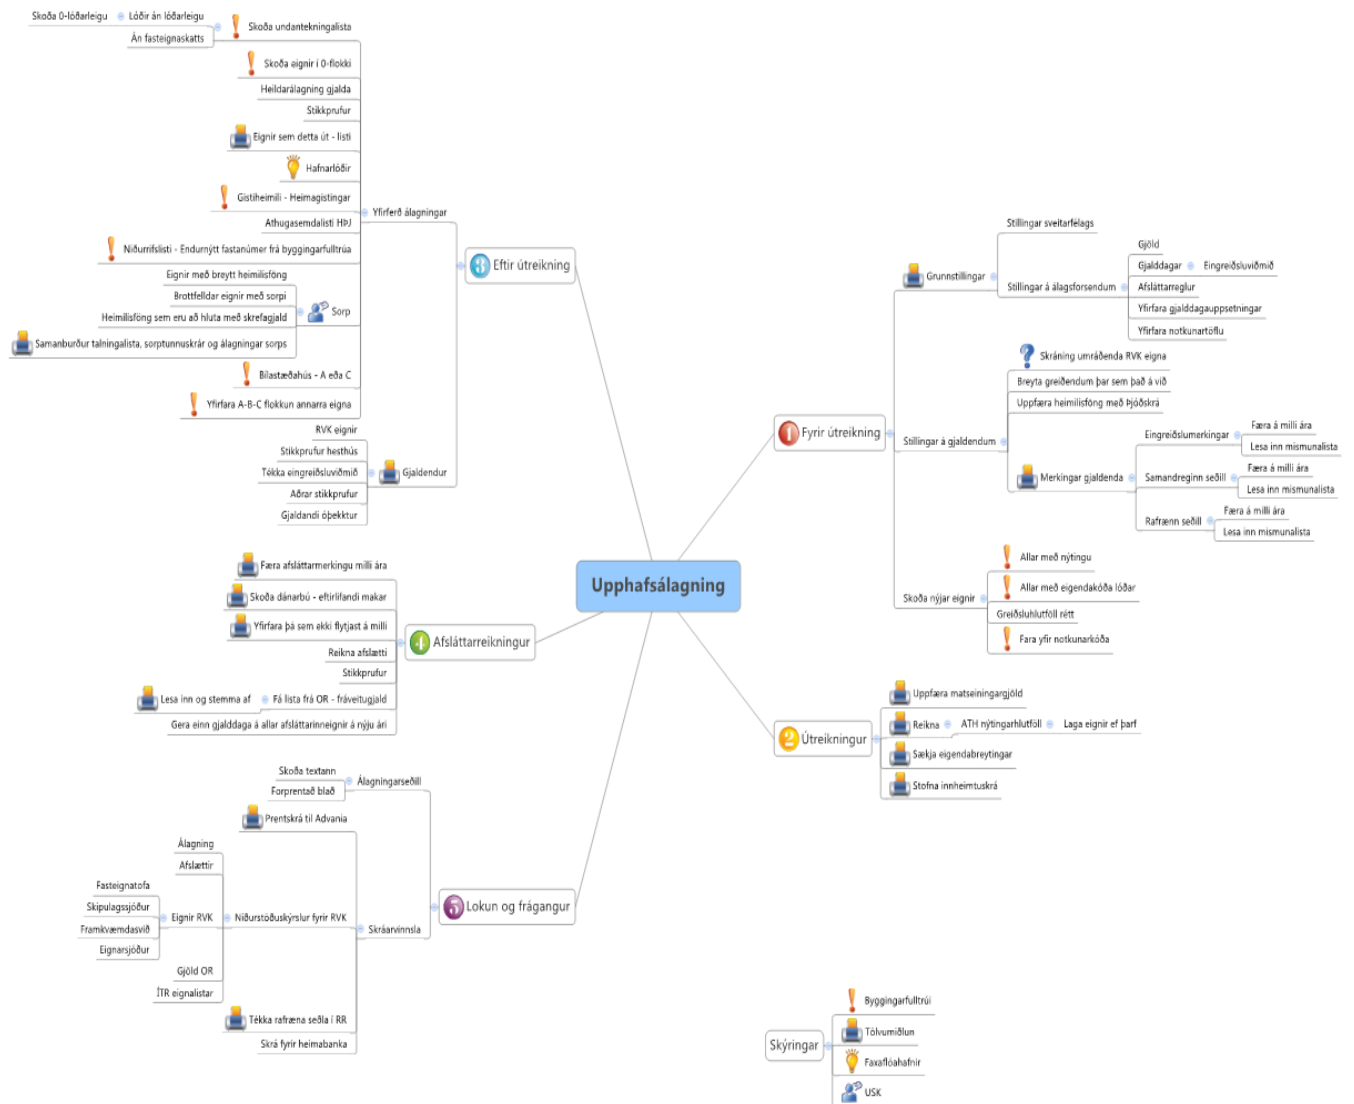 Upphafsálagning
1 Fyrir útreikning
Grunnstillingar
Stillingar sveitarfélags
Stillingar á álagsforsendum
Gjöld
Gjalddagar
Eingreiðsluviðmið
Afsláttarreglur
Yfirfara gjalddagauppsetningar
Yfirfara notkunartöflu
Stillingar á gjaldendum
Skráning umráðenda RVK eigna
Breyta greiðendum þar sem það á við
Uppfæra heimilisföng með Þjóðskrá
Merkingar gjaldenda
Eingreiðslumerkingar
Færa á milli ára
Lesa inn mismunalista
Samandreginn seðill
Færa á milli ára
Lesa inn mismunalista
Rafrænn seðill
Færa á milli ára
Lesa inn mismunalista
Skoða nýjar eignir
Allar með nýtingu
Allar með eigendakóða lóðar
Greiðsluhlutföll rétt
Fara yfir notkunarkóða
2 Útreikningur
Uppfæra matseiningargjöld
Reikna
ATH nýtingarhlutföll
Laga eignir ef þarf
Sækja eigendabreytingar
Stofna innheimtuskrá
3 Eftir útreikning
Yfirferð álagningar
Skoða undantekningalista
Lóðir án lóðarleigu
Skoða 0-lóðarleigu
Án fasteignaskatts
Skoða eignir í 0-flokki
Heildarálagning gjalda
Stikkprufur
Eignir sem detta út - listi
Hafnarlóðir
Gistiheimili - Heimagistingar
Athugasemdalisti HÞJ
Niðurrifslisti - Endurnýtt fastanúmer frá byggingarfulltrúa
Sorp
Eignir með breytt heimilisföng
Brottfelldar eignir með sorpi
Heimilisföng sem eru að hluta með skrefagjald
Samanburður talningalista, sorptunnuskrár og álagningar sorps
Bílastæðahús - A eða C
Yfirfara A-B-C flokkun annarra eigna
Gjaldendur
RVK eignir
Stikkprufur hesthús
Tékka eingreiðsluviðmið
Aðrar stikkprufur
Gjaldandi óþekktur
4 Afsláttarreikningur
Færa afsláttarmerkingu milli ára
Skoða dánarbú - eftirlifandi makar
Yfirfara þá sem ekki flytjast á milli
Reikna afslætti
Stikkprufur
Fá lista frá OR - fráveitugjald
Lesa inn og stemma af
Gera einn gjalddaga á allar afsláttarinneignir á nýju ári
5 Lokun og frágangur
Álagningarseðill
Skoða textann
Forprentað blað
Skráarvinnsla
Prentskrá til Advania
Niðurstöðuskýrslur fyrir RVK
Álagning
Afslættir
Eignir RVK
Fasteignatofa
Skipulagssjóður
Framkvæmdasvið
Eignarsjóður
Gjöld OR
ÍTR eignalistar
Tékka rafræna seðla í RR
Skrá fyrir heimabanka
Skýringar
Byggingarfulltrúi
Tölvumiðlun
Faxaflóahafnir
USK